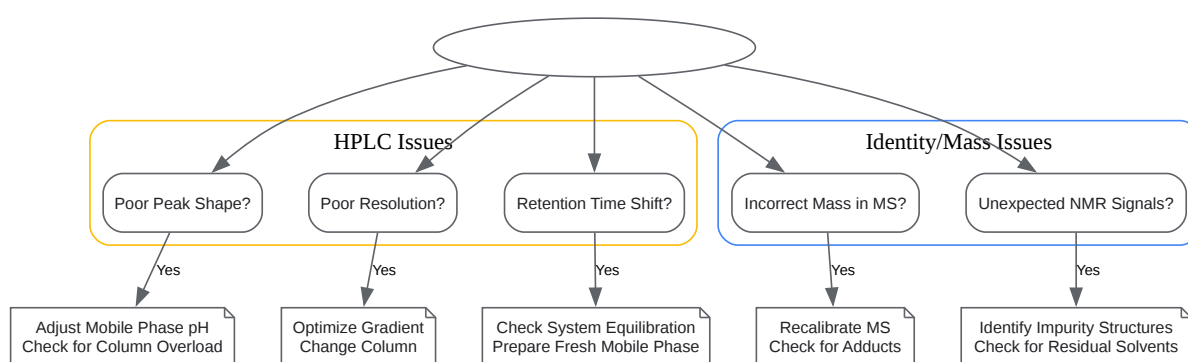 HPLC Issues
Identity/Mass Issues
Poor Peak Shape?
Poor Resolution?
Retention Time Shift?
Incorrect Mass in MS?
Unexpected NMR Signals?
Yes
Yes
Yes
Yes
Yes
Adjust Mobile Phase pH
Check for Column Overload
Optimize Gradient
Change Column
Check System Equilibration
Prepare Fresh Mobile Phase
Recalibrate MS
Check for Adducts
Identify Impurity Structures
Check for Residual Solvents